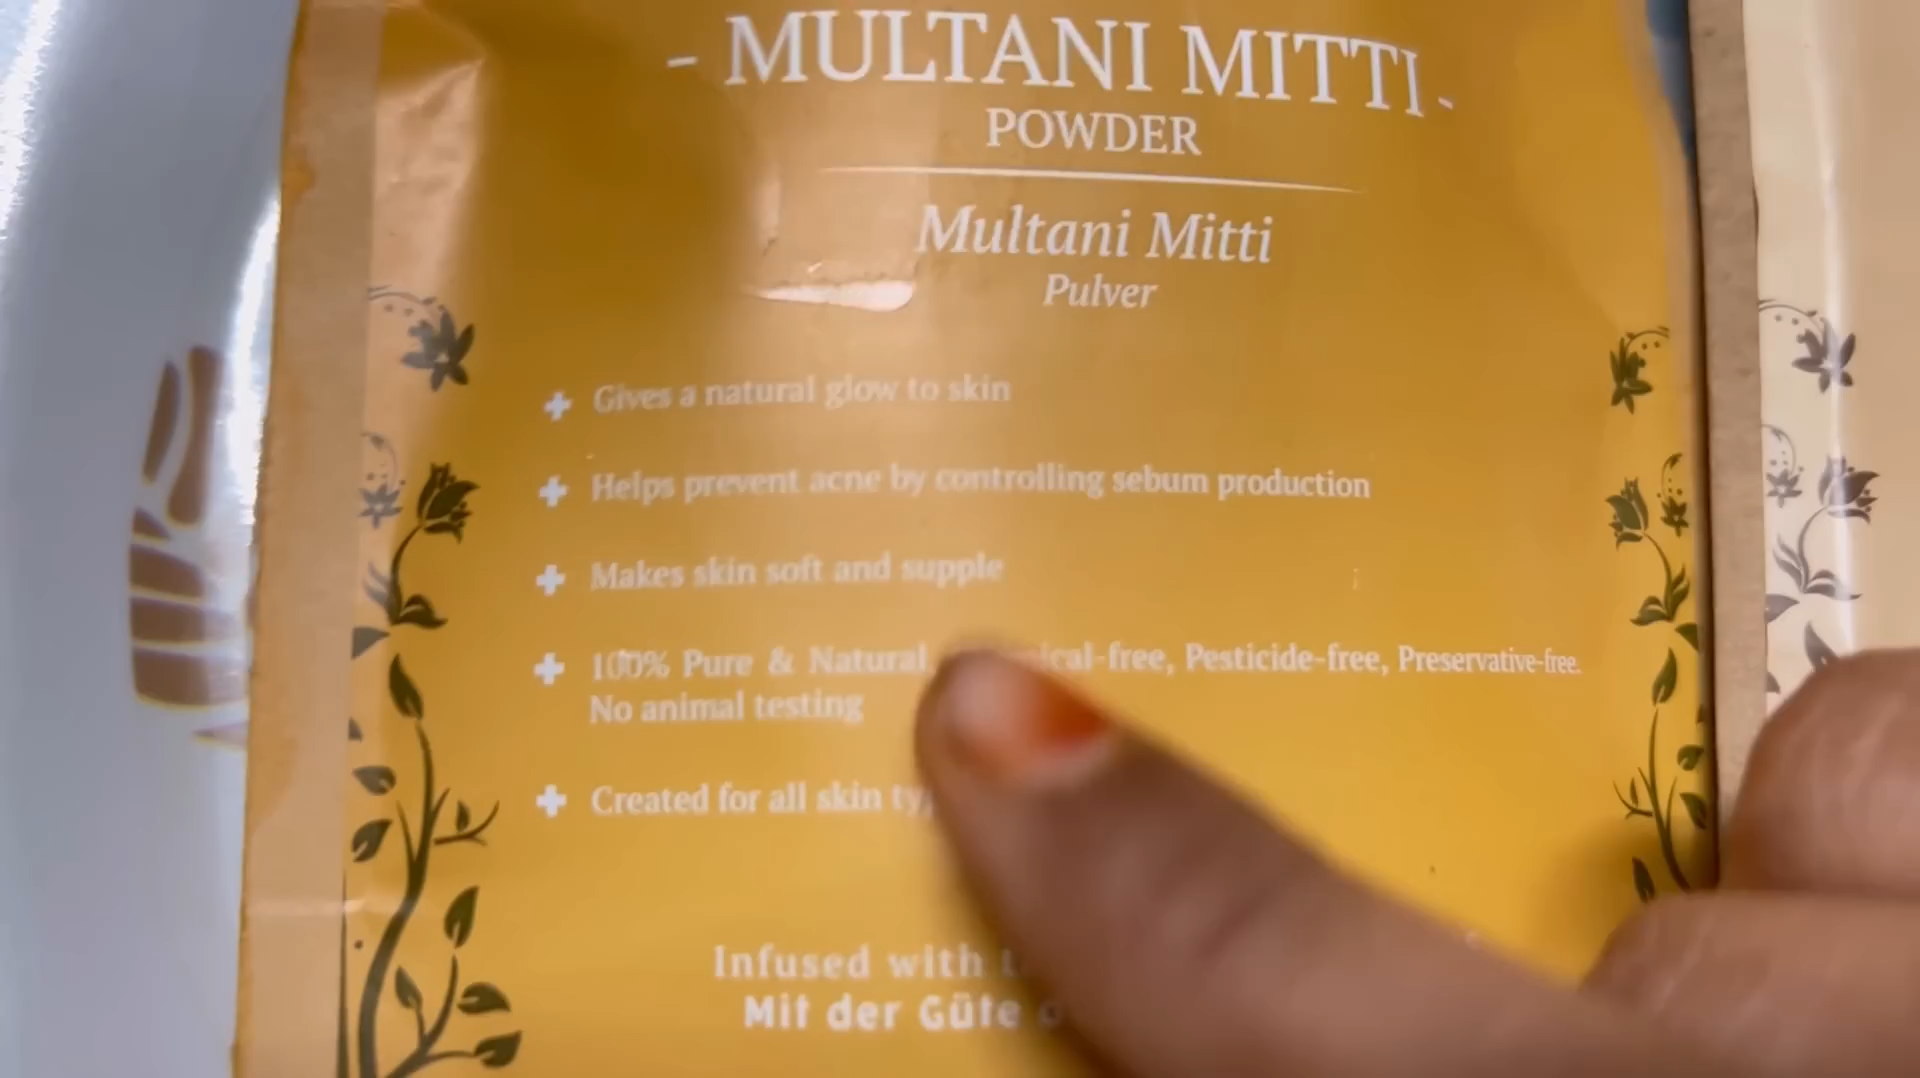 - MULTANI MITTI -
POWDER
Multani Mitti
Pulver
Gives a natural glow to skin
Helps prevent acne by controlling sebum production
Makes skin soft and supple
100% Pure & Natural -free, Pesticide-free, Preservative-free.
No animal testing
Created for all skin
Infused with
Mit der Güte